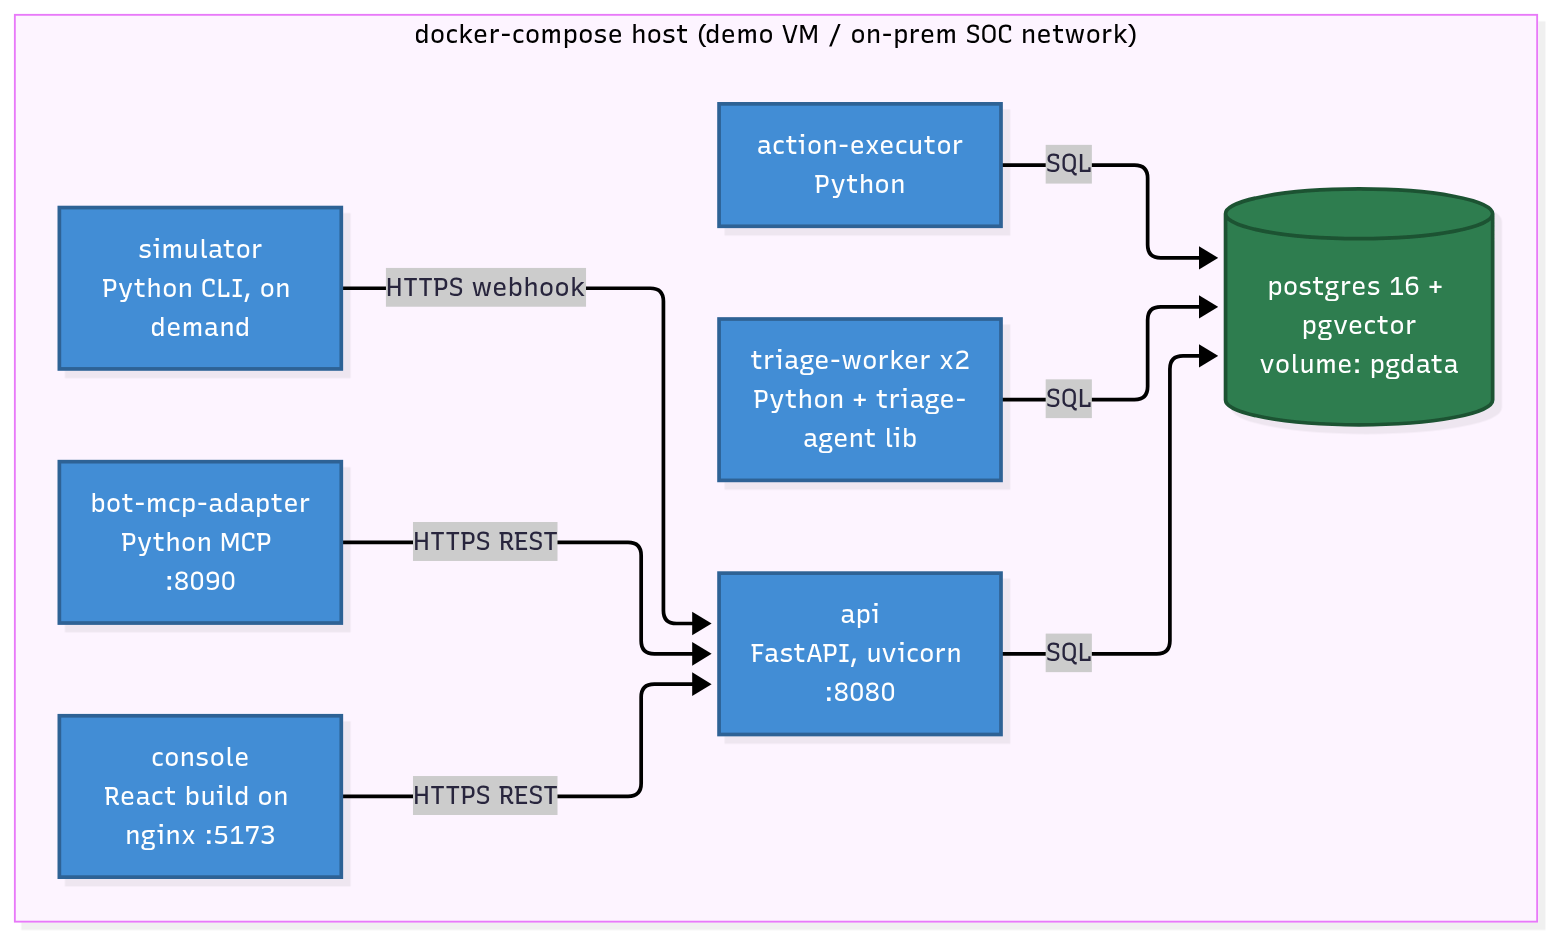 docker-compose host (demo VM / on-prem SOC network)
action-executor
Python
SQL
simulator
Python CLI, on
demand
HTTPS webhook
postgres 16 +
pgvector
volume: pgdata
triage-worker x2
Python + triage-
agent lib
SQL
bot-mcp-adapter
Python MCP
:8090
HTTPS REST
api
FastAPI, uvicorn
:8080
SQL
console
React build on
nginx :5173
HTTPS REST